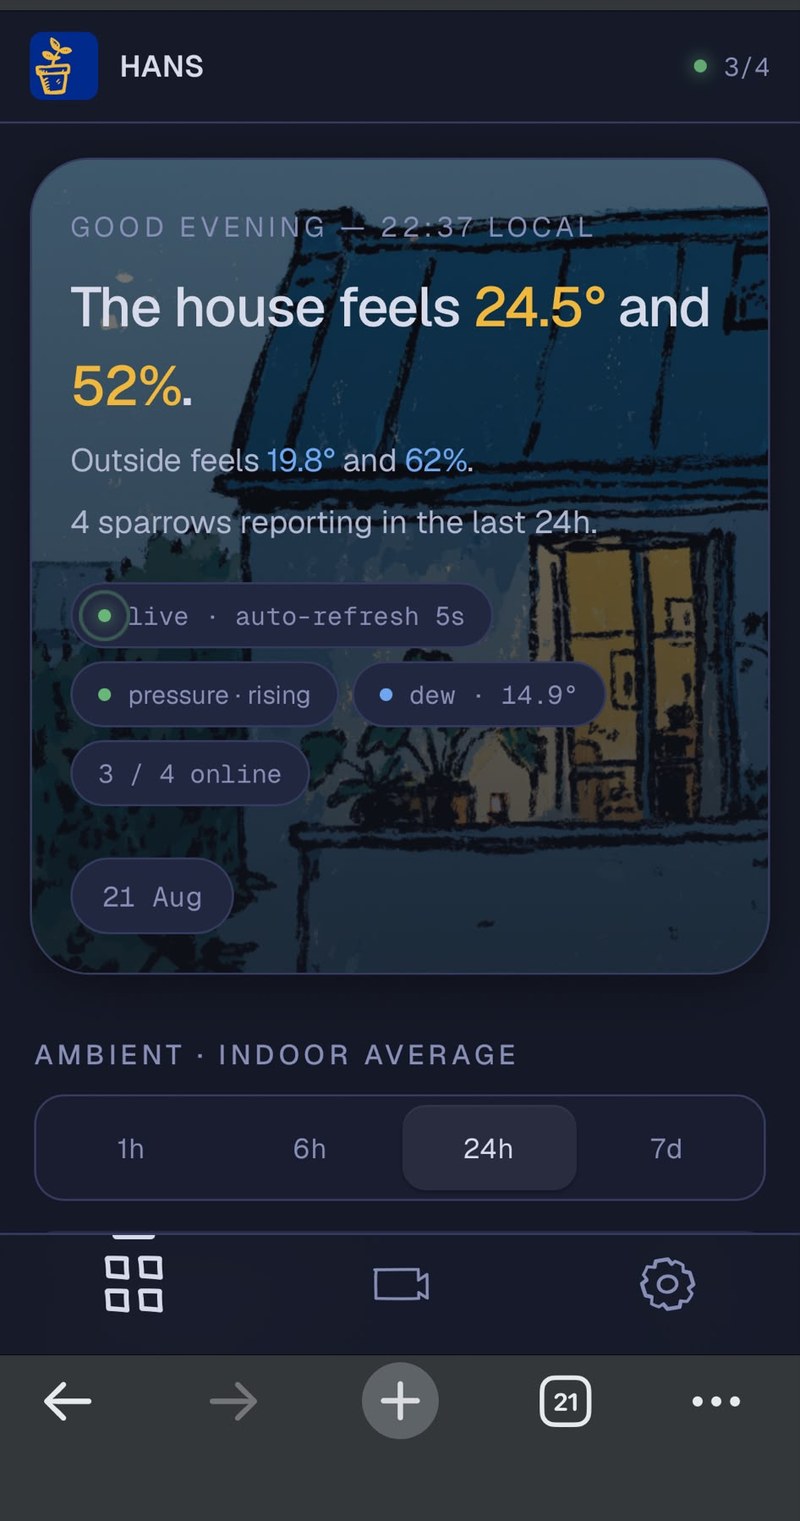 HANS
3/4
GOOD EVENING — 22:37 LOCAL
The house feels 24.5° and
52%.
Outside feels 19.8° and 62%.
4 sparrows reporting in the last 24h.
live · auto-refresh 5s
pressure · rising
dew · 14.9°
3 / 4 online
21 Aug
AMBIENT · INDOOR AVERAGE
1h 6h 24h 7d
21